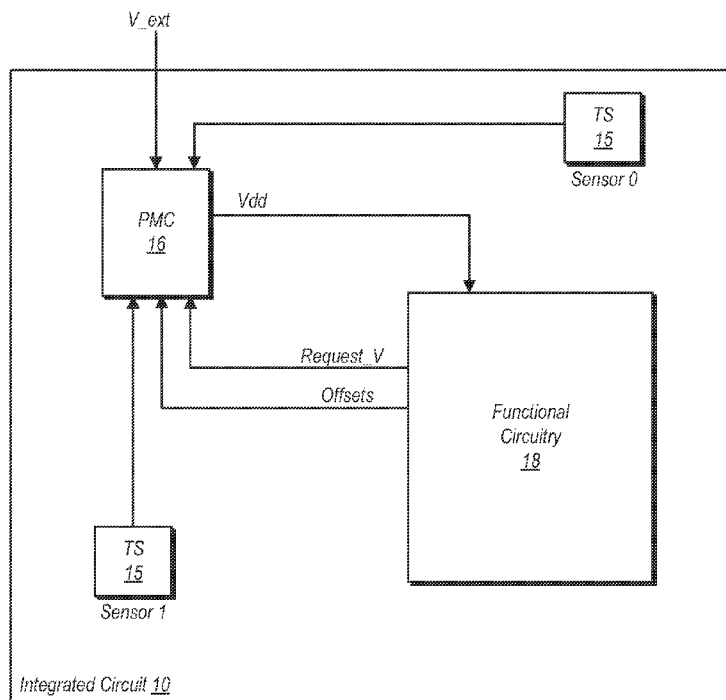 V_ext
TS
15
Sensor 0
PMC
16
Vdd
Request_V
Offsets
Functional
Circuitry
18
TS
15
Sensor 1
Integrated Circuit 10